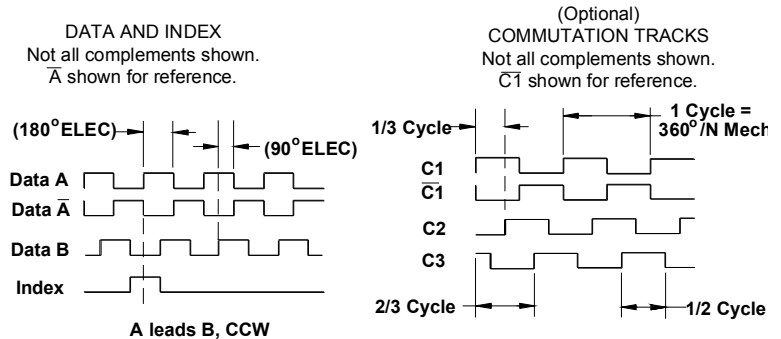 DATA AND INDEX
Not all complements shown.
A̅ shown for reference.
(180°ELEC)
(90°ELEC)
Data A
Data A̅
Data B
Index
A leads B, CCW
(Optional)
COMMUTATION TRACKS
Not all complements shown.
C̅1̅ shown for reference.
1/3 Cycle
1 Cycle =
360°/N Mech
C1
C̅1̅
C2
C3
2/3 Cycle
1/2 Cycle